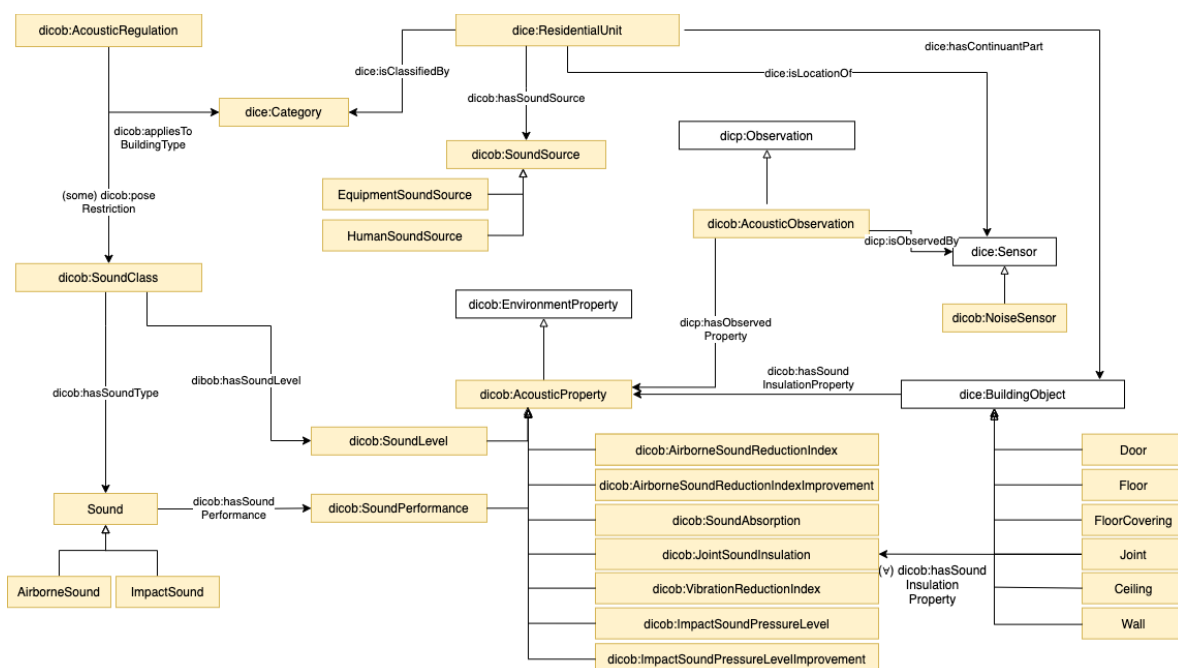 dicob:AcousticRegulation
dice:ResidentialUnit
dice:hasContinuantPart
dice:isClassifiedBy
dice:isLocationOf
dicob:hasSoundSource
dice:Category
dicob:appliesTo
BuildingType
dicp:Observation
dicob:SoundSource
EquipmentSoundSource
(some) dicob:pose
Restriction
HumanSoundSource
dicob:AcousticObservation
dicp:isObservedBy
dice:Sensor
dicob:SoundClass
dicob:EnvironmentProperty
dicob:NoiseSensor
dicp:hasObserved
Property
dicob:hasSoundType
dibob:hasSoundLevel
dicob:hasSound
InsulationProperty
dicob:AcousticProperty
dice:BuildingObject
dicob:SoundLevel
dicob:AirborneSoundReductionIndex
Door
dicob:AirborneSoundReductionIndexImprovement
Floor
Sound
dicob:hasSound
Performance
dicob:SoundPerformance
dicob:SoundAbsorption
FloorCovering
dicob:JointSoundInsulation
Joint
(∀) dicob:hasSound
Insulation
Property
AirborneSound
ImpactSound
dicob:VibrationReductionIndex
Ceiling
dicob:ImpactSoundPressureLevel
Wall
dicob:ImpactSoundPressureLevelImprovement